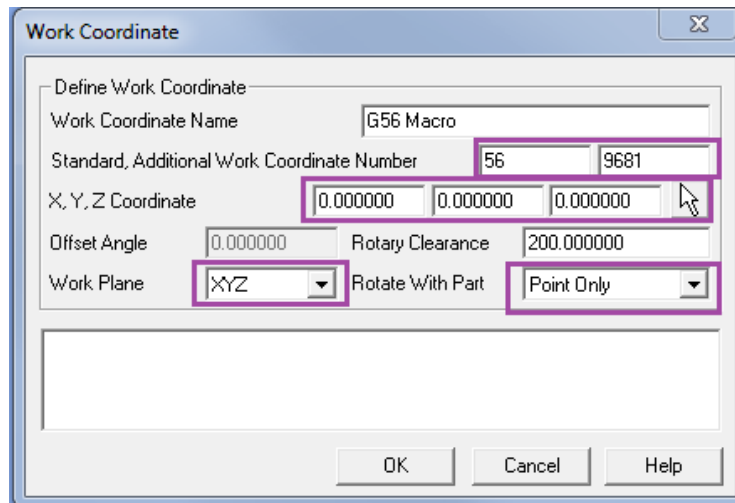 Work Coordinate
Define Work Coordinate
Work Coordinate Name G56 Macro
Standard, Additional Work Coordinate Number 56 9681
X, Y, Z Coordinate 0.000000 0.000000 0.000000
Offset Angle 0.000000 Rotary Clearance 200.000000
Work Plane XYZ Rotate With Part Point Only
OK Cancel Help